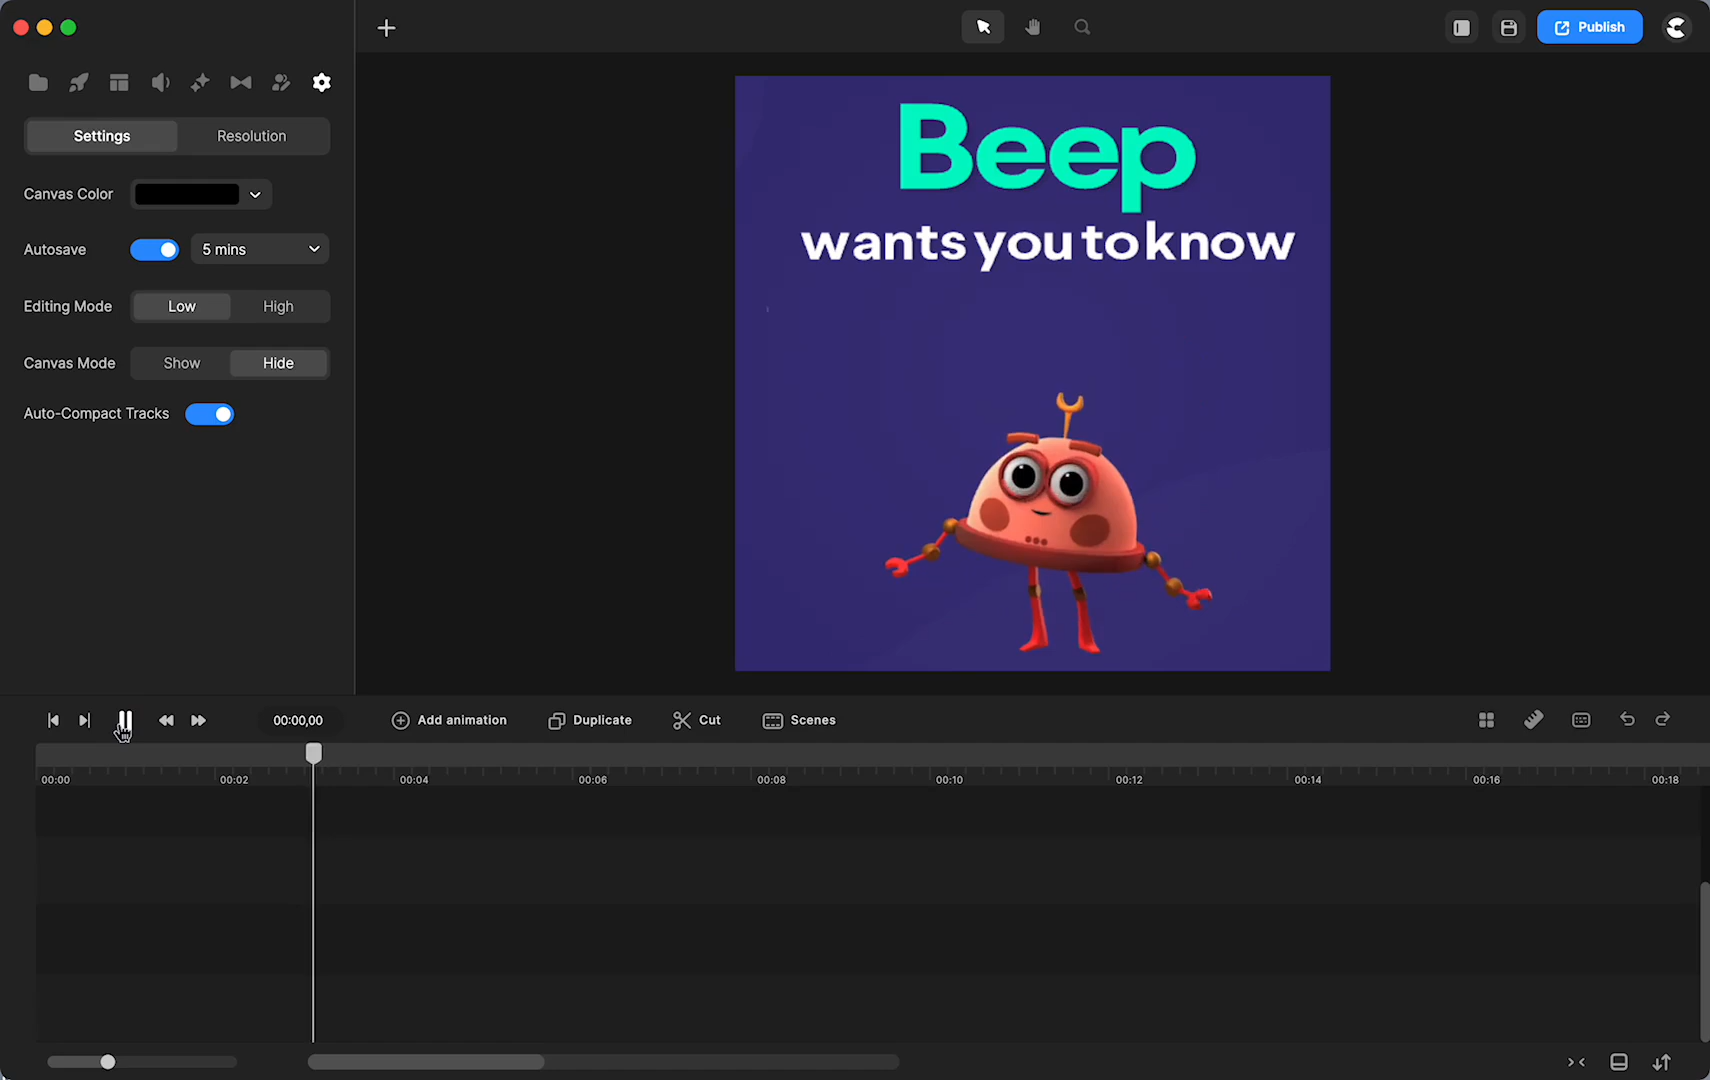 Publish
Settings
Resolution
Canvas Color
Autosave
5 mins
Editing Mode
Low
High
Canvas Mode
Show
Hide
Auto-Compact Tracks
Beep
wants you to know
00:00,00
Add animation
Duplicate
Cut
Scenes
00:00
00:02
00:04
00:06
00:08
00:10
00:12
00:14
00:16
00:18